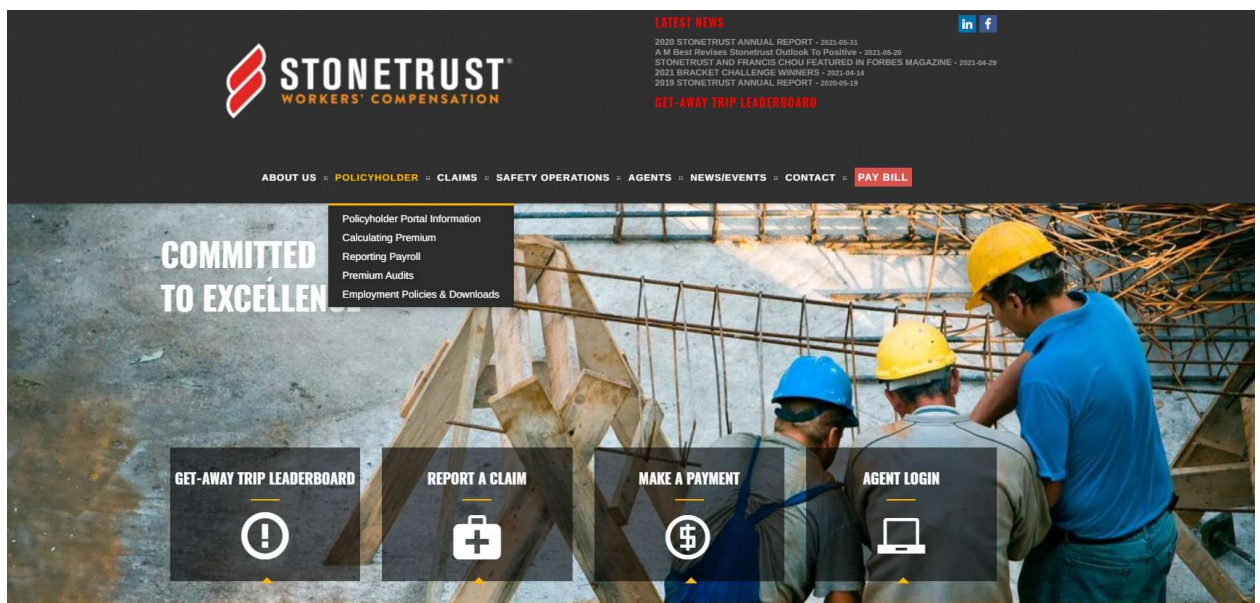 LATEST NEWS
in f
2020 STONETRUST ANNUAL REPORT - 2021-05-31
A M Best Revises Stonetrust Outlook To Positive - 2021-05-20
STONETRUST AND FRANCIS CHOU FEATURED IN FORBES MAGAZINE - 2021-04-29
2021 BRACKET CHALLENGE WINNERS - 2021-04-14
2019 STONETRUST ANNUAL REPORT - 2020-05-19
GET-AWAY TRIP LEADERBOARD
STONETRUST®
WORKERS' COMPENSATION
ABOUT US :: POLICYHOLDER :: CLAIMS :: SAFETY OPERATIONS :: AGENTS :: NEWS/EVENTS :: CONTACT :: PAY BILL
Policyholder Portal Information
Calculating Premium
Reporting Payroll
Premium Audits
Employment Policies & Downloads
COMMITTED
TO EXCELLENCE
GET-AWAY TRIP LEADERBOARD
REPORT A CLAIM
MAKE A PAYMENT
AGENT LOGIN